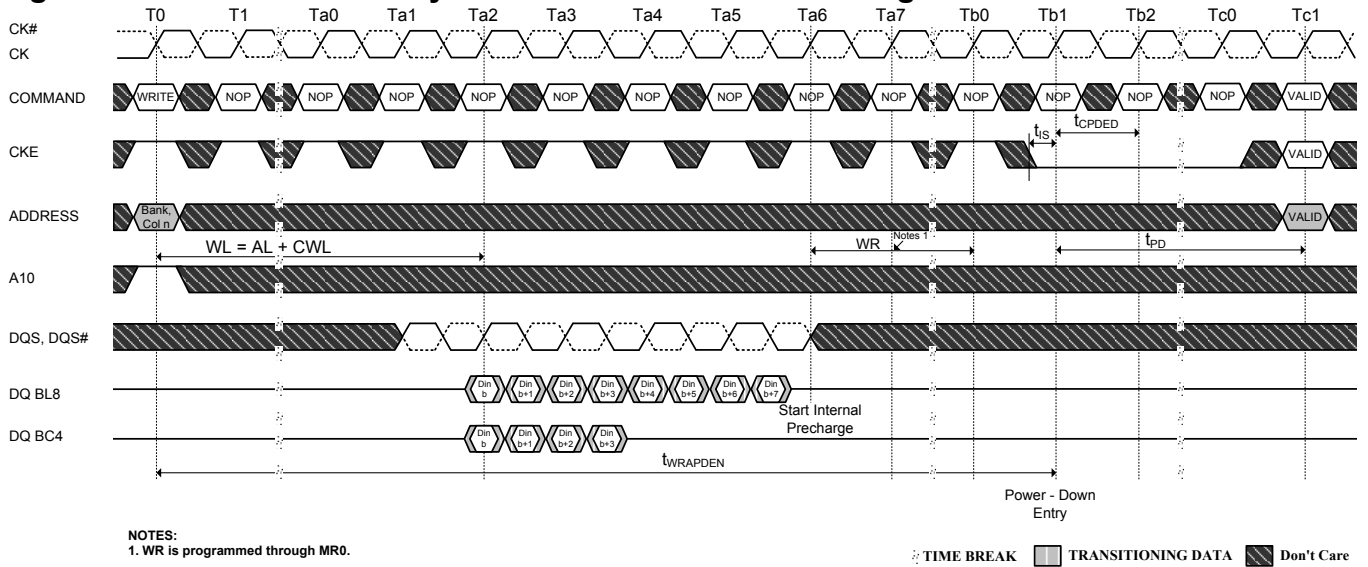 T0 T1 Ta0 Ta1 Ta2 Ta3 Ta4 Ta5 Ta6 Ta7 Tb0 Tb1 Tb2 Tc0 Tc1
CK#
CK
COMMAND WRITE NOP NOP NOP NOP NOP NOP NOP NOP NOP NOP NOP NOP NOP VALID
tIS tCPDED
CKE VALID
ADDRESS Bank, Col n VALID
WL = AL + CWL WR Notes 1 tPD
A10
DQS, DQS#
DQ BL8 Din b Din b+1 Din b+2 Din b+3 Din b+4 Din b+5 Din b+6 Din b+7
Start Internal
Precharge
DQ BC4 Din b Din b+1 Din b+2 Din b+3
tWRAPDEN
Power - Down
Entry
NOTES:
1. WR is programmed through MR0.
TIME BREAK TRANSITIONING DATA Don't Care